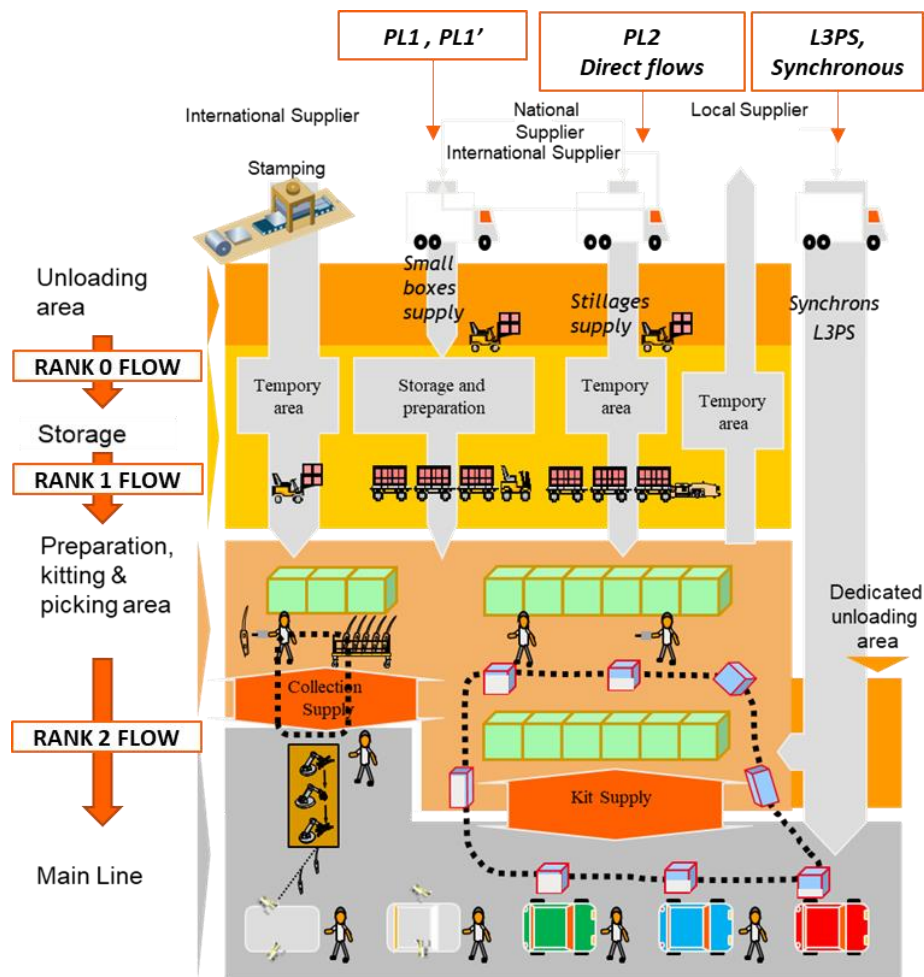 PL1 , PL1’
PL2
Direct flows
L3PS,
Synchronous
International Supplier
National
Supplier
International Supplier
Local Supplier
Stamping
Unloading
area
Small
boxes
supply
Stillages
supply
Synchrons
L3PS
RANK 0 FLOW
Tempory
area
Storage and
preparation
Tempory
area
Tempory
area
Storage
RANK 1 FLOW
Preparation,
kitting &
picking area
Dedicated
unloading
area
Collection
Supply
RANK 2 FLOW
Kit Supply
Main Line